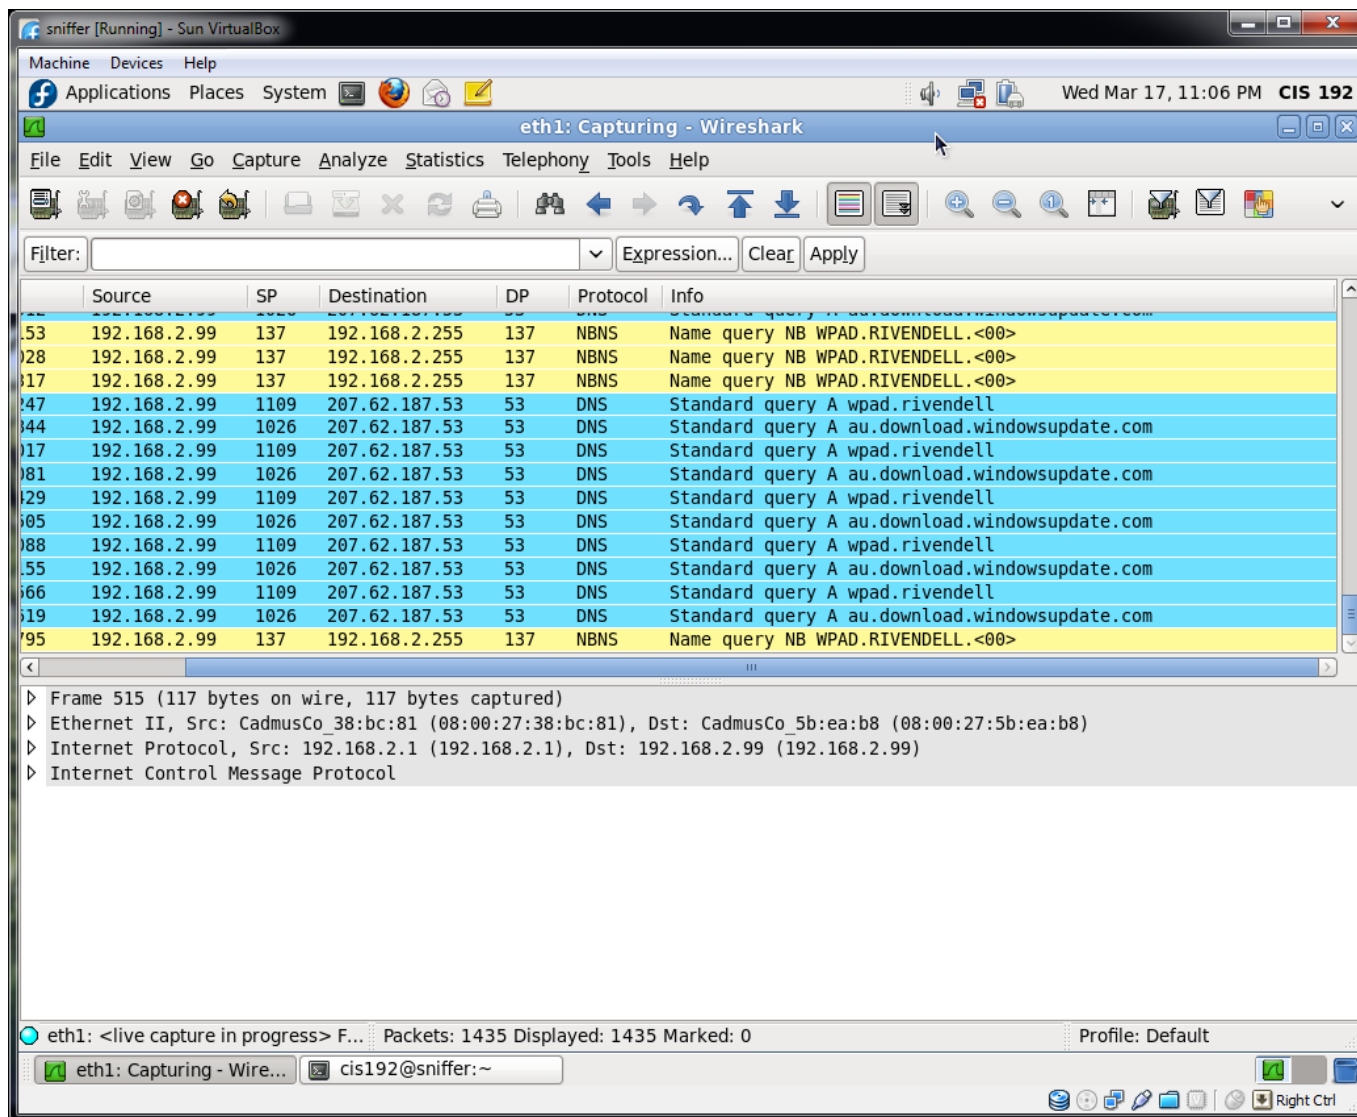 sniffer [Running] - Sun VirtualBox
Machine Devices Help
Applications Places System Wed Mar 17, 11:06 PM CIS 192
eth1: Capturing - Wireshark
File Edit View Go Capture Analyze Statistics Telephony Tools Help
Filter: Expression... Clear Apply
Source SP Destination DP Protocol Info
53 192.168.2.99 137 192.168.2.255 137 NBNS Name query NB WPAD.RIVENDELL.<00>
028 192.168.2.99 137 192.168.2.255 137 NBNS Name query NB WPAD.RIVENDELL.<00>
317 192.168.2.99 137 192.168.2.255 137 NBNS Name query NB WPAD.RIVENDELL.<00>
247 192.168.2.99 1109 207.62.187.53 53 DNS Standard query A wpad.rivendell
344 192.168.2.99 1026 207.62.187.53 53 DNS Standard query A au.download.windowsupdate.com
017 192.168.2.99 1109 207.62.187.53 53 DNS Standard query A wpad.rivendell
081 192.168.2.99 1026 207.62.187.53 53 DNS Standard query A au.download.windowsupdate.com
429 192.168.2.99 1109 207.62.187.53 53 DNS Standard query A wpad.rivendell
505 192.168.2.99 1026 207.62.187.53 53 DNS Standard query A au.download.windowsupdate.com
088 192.168.2.99 1109 207.62.187.53 53 DNS Standard query A wpad.rivendell
55 192.168.2.99 1026 207.62.187.53 53 DNS Standard query A au.download.windowsupdate.com
566 192.168.2.99 1109 207.62.187.53 53 DNS Standard query A wpad.rivendell
519 192.168.2.99 1026 207.62.187.53 53 DNS Standard query A au.download.windowsupdate.com
795 192.168.2.99 137 192.168.2.255 137 NBNS Name query NB WPAD.RIVENDELL.<00>
Frame 515 (117 bytes on wire, 117 bytes captured)
Ethernet II, Src: CadmusCo_38:bc:81 (08:00:27:38:bc:81), Dst: CadmusCo_5b:ea:b8 (08:00:27:5b:ea:b8)
Internet Protocol, Src: 192.168.2.1 (192.168.2.1), Dst: 192.168.2.99 (192.168.2.99)
Internet Control Message Protocol
eth1: <live capture in progress> F... Packets: 1435 Displayed: 1435 Marked: 0 Profile: Default
eth1: Capturing - Wire... cis192@sniffer:~
Right Ctrl